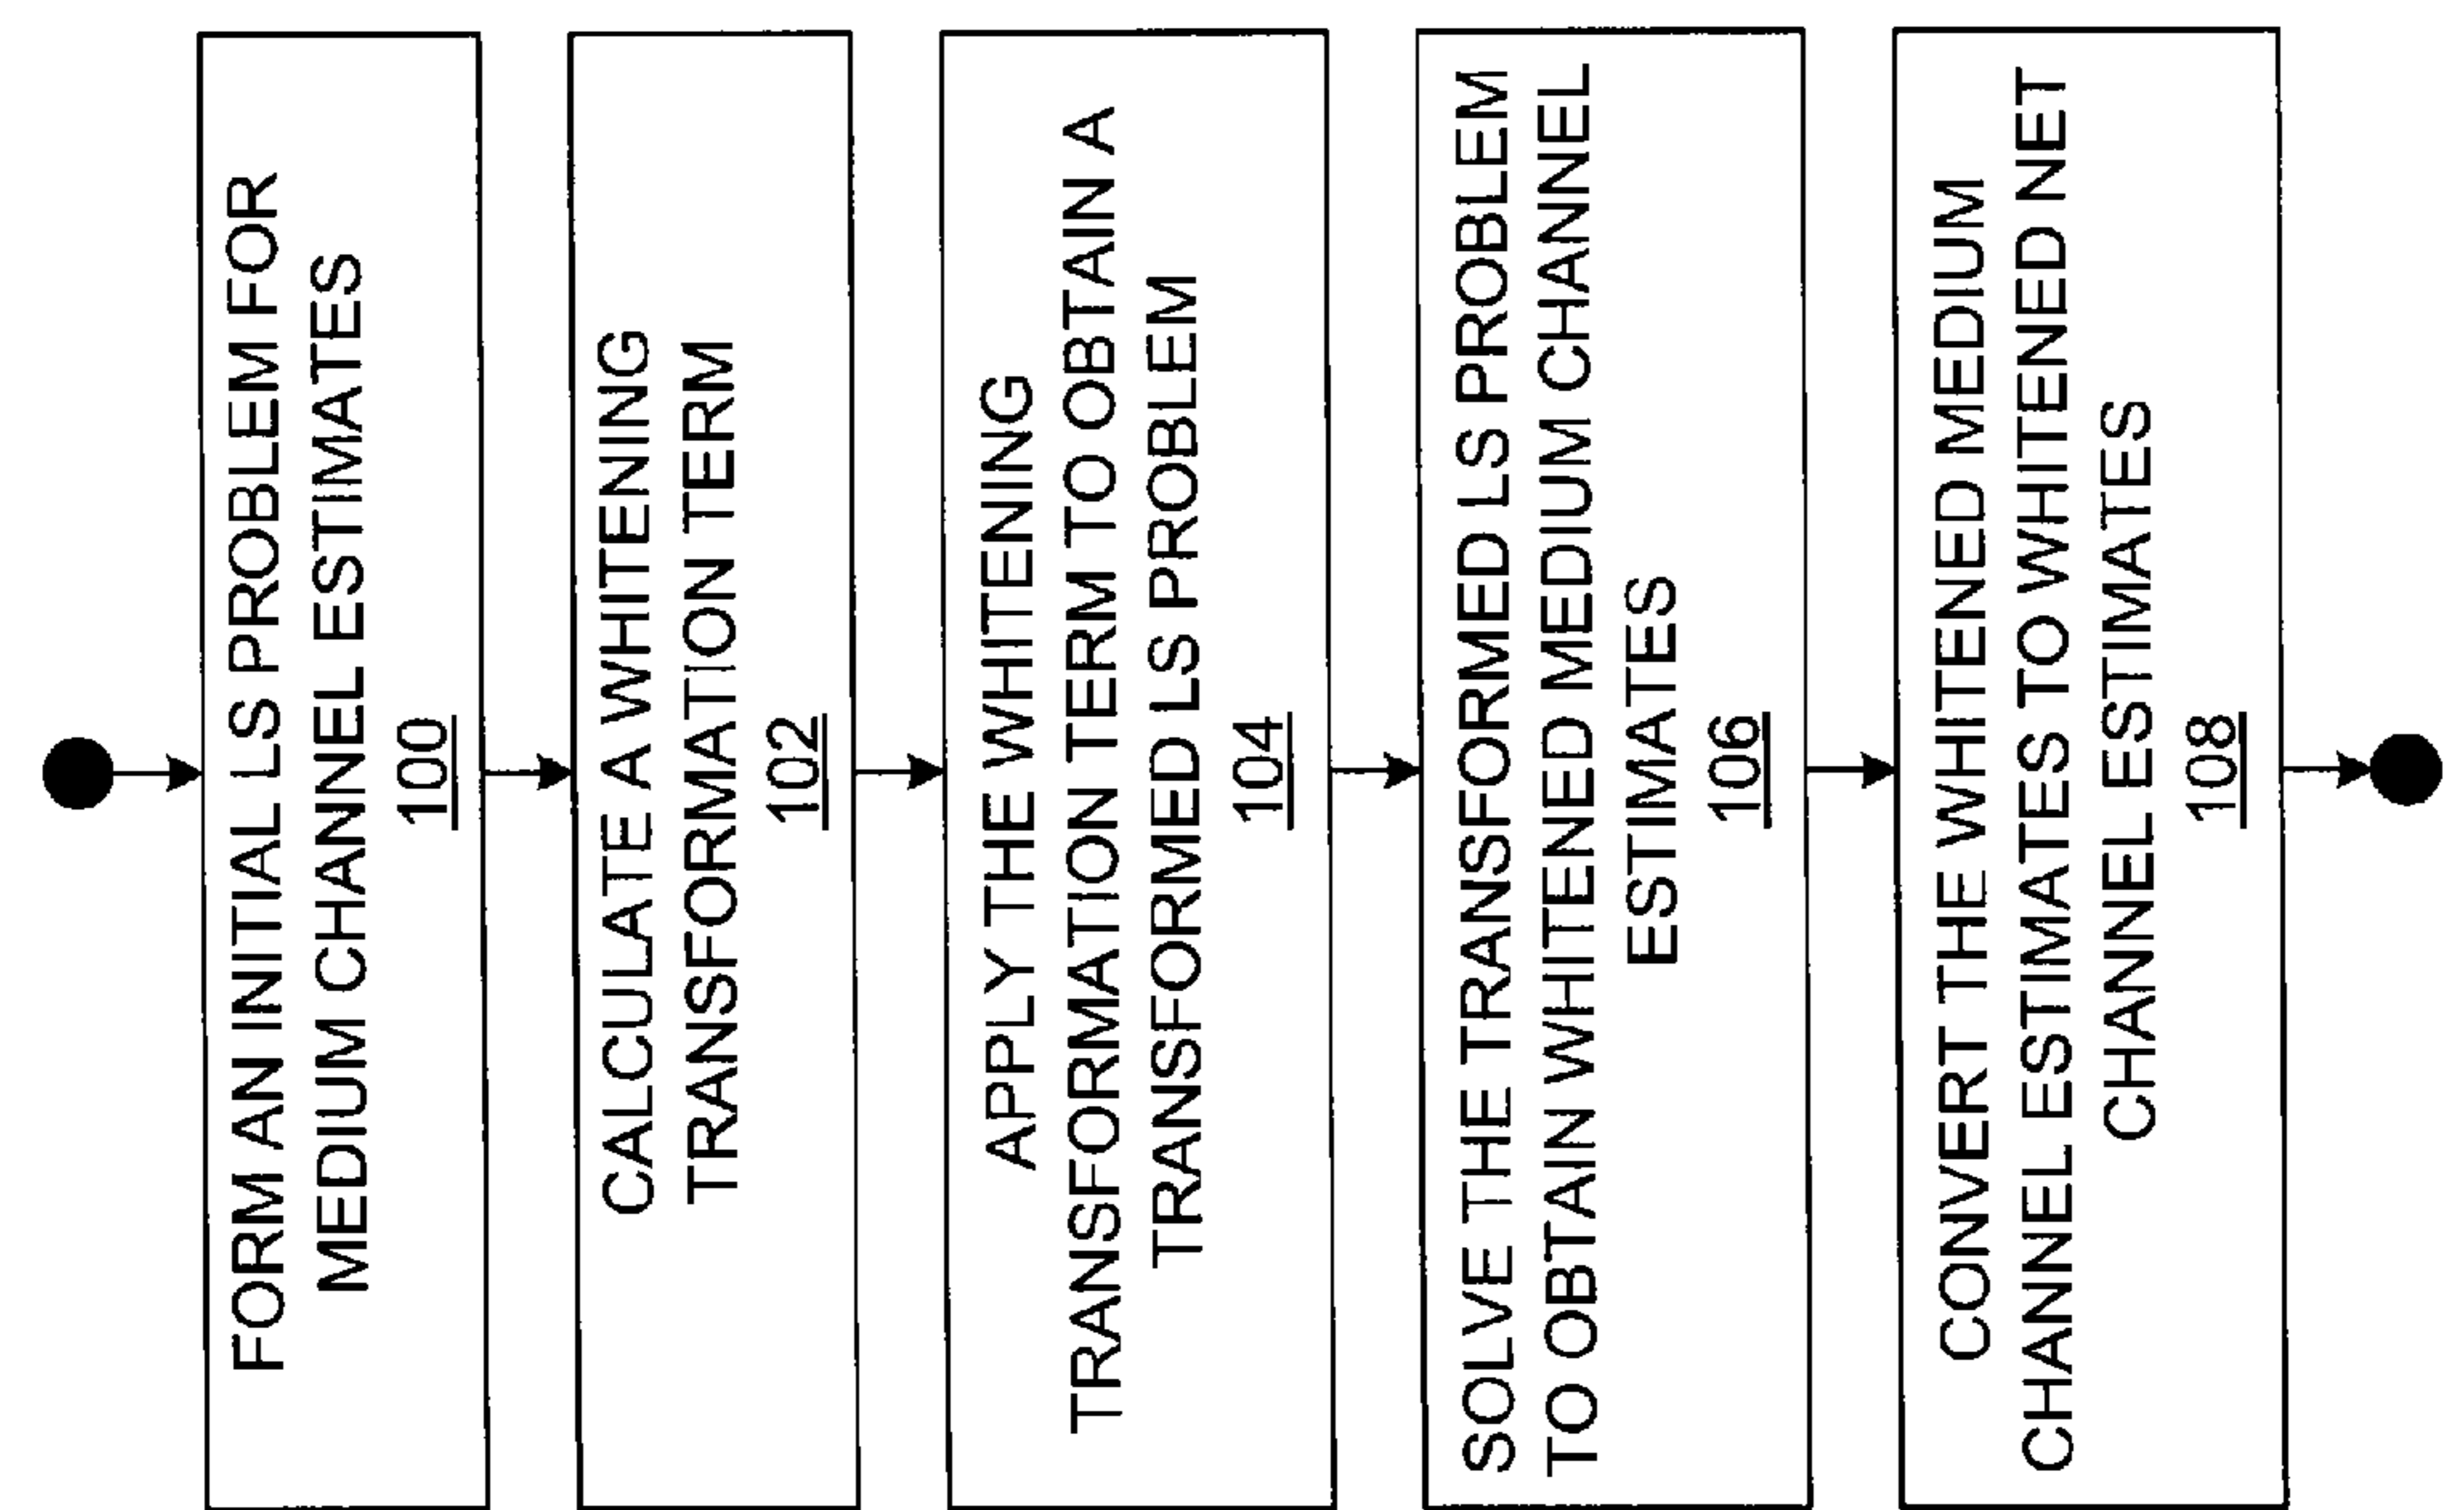 FORM AN INITIAL LS PROBLEM FOR
MEDIUM CHANNEL ESTIMATES
100
CALCULATE A WHITENING
TRANSFORMATION TERM
102
APPLY THE WHITENING
TRANSFORMATION TERM TO OBTAIN A
TRANSFORMED LS PROBLEM
104
SOLVE THE TRANSFORMED LS PROBLEM
TO OBTAIN WHITENED MEDIUM CHANNEL
ESTIMATES
106
CONVERT THE WHITENED MEDIUM
CHANNEL ESTIMATES TO WHITENED NET
CHANNEL ESTIMATES
108